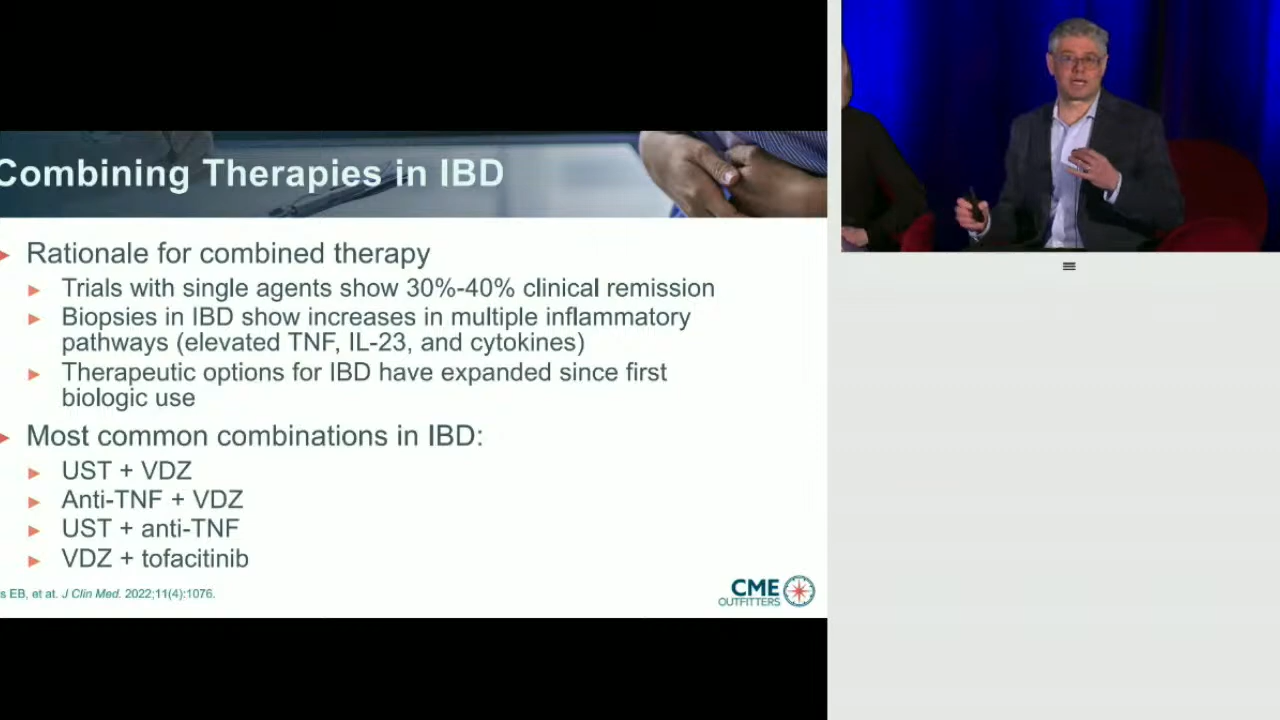 Combining Therapies in IBD
Rationale for combined therapy
Trials with single agents show 30%-40% clinical remission
Biopsies in IBD show increases in multiple inflammatory
pathways (elevated TNF, IL-23, and cytokines)
Therapeutic options for IBD have expanded since first
biologic use
Most common combinations in IBD:
UST + VDZ
Anti-TNF + VDZ
UST + anti-TNF
VDZ + tofacitinib
s EB, et at. J Clin Med. 2022;11(4):1076.
CME
OUTFITTERS